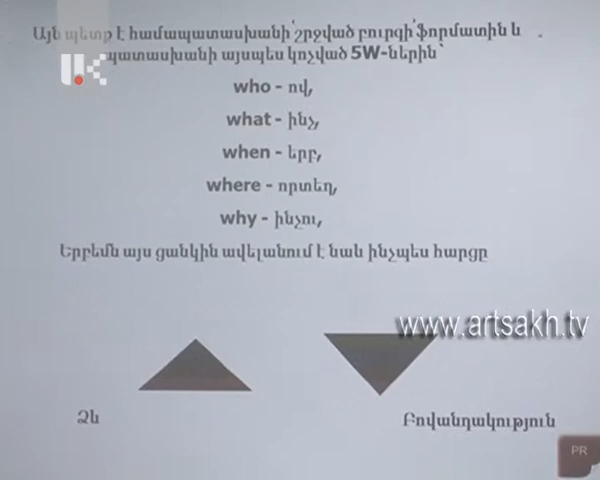 Այն պետք է համապատասխանի՝շրջված բուրգի՝ֆորմատին և
պատասխանի այսպես կոչված 5W-ներին՝
who - ով,
what - ինչ,
when - երբ,
where - որտեղ,
why - ինչու,
Երբեմն այս ցանկին ավելանում է նաև ինչպես հարցը
www.artsakh.tv
Ձև
Բովանդակություն
PR